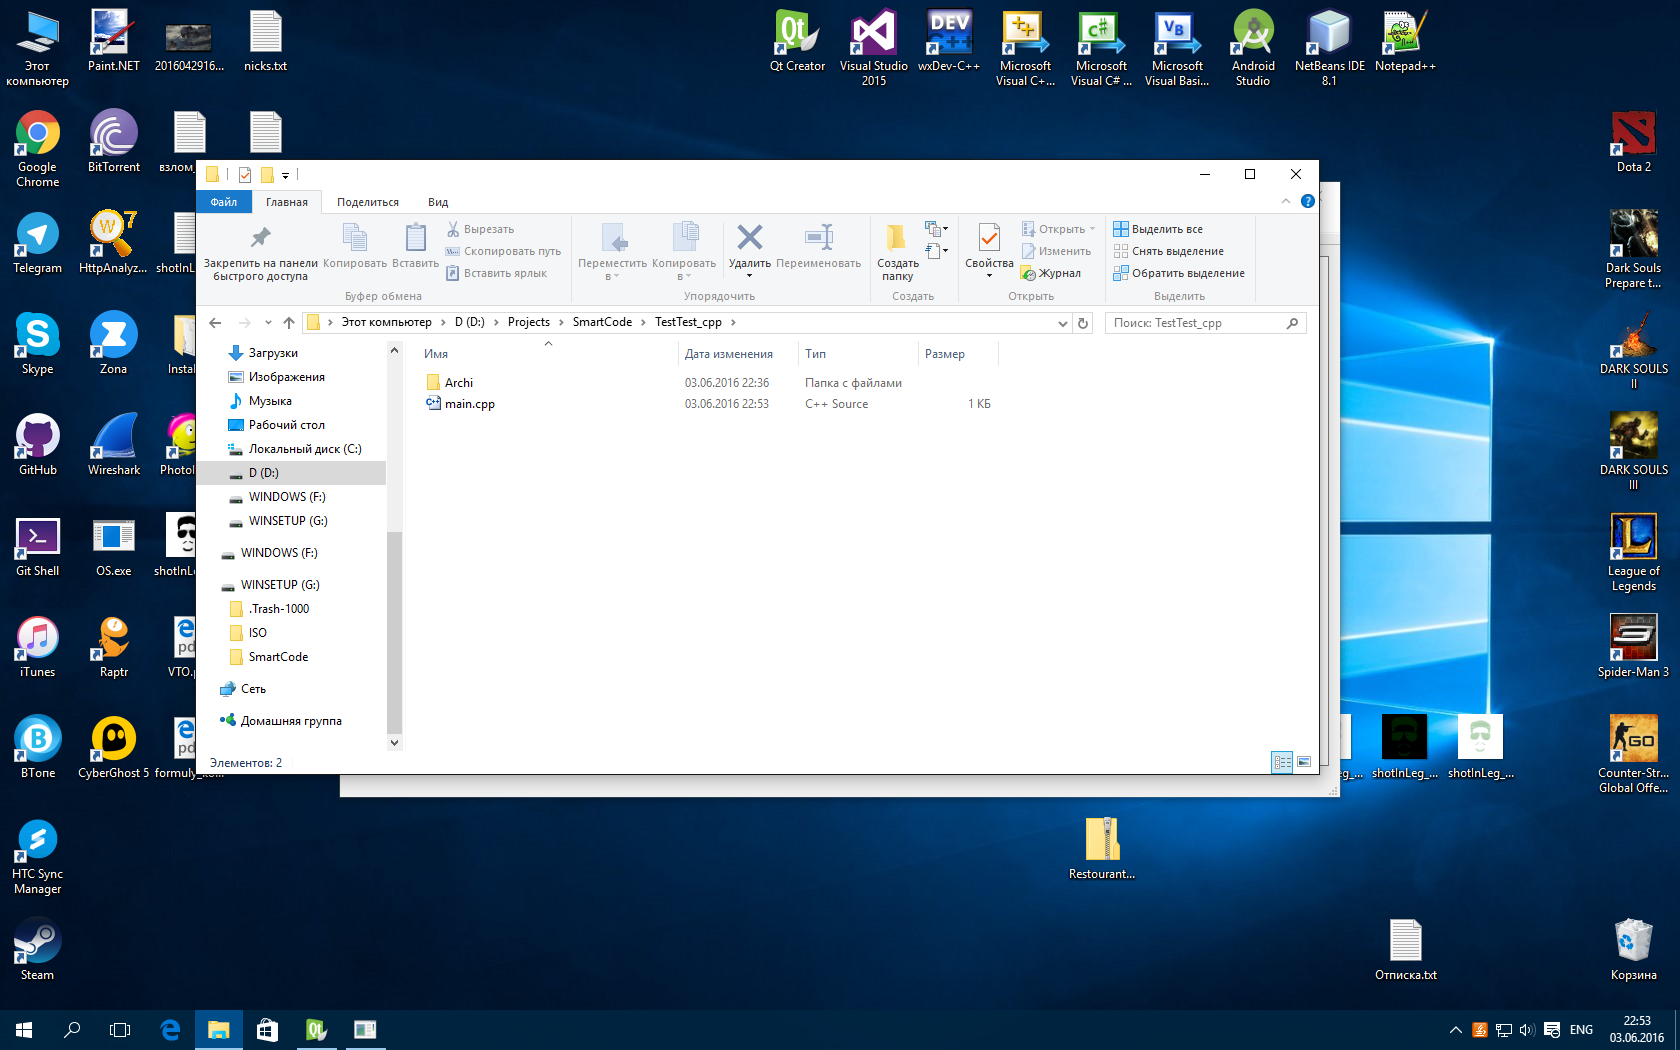 Этот
компьютер
Paint.NET
2016042916...
nicks.txt
Qt Creator
Visual Studio
2015
wxDev-C++
Microsoft
Visual C+...
Microsoft
Visual C# ...
Microsoft
Visual Basi...
Android
Studio
NetBeans IDE
8.1
Notepad++
Google
Chrome
BitTorrent
взлом_
Dota 2
Telegram
HttpAnalyz...
shotInL
Dark Souls
Prepare t...
Skype
Zona
Instal
DARK SOULS
II
GitHub
Wireshark
PhotoI
DARK SOULS
III
Git Shell
OS.exe
shotInLe
League of
Legends
iTunes
Raptr
VTO.p
Spider-Man 3
BTone
CyberGhost 5
formuly_ko...
eg_...
shotInLeg_...
shotInLeg_...
Counter-Str...
Global Offe...
HTC Sync
Manager
Restourant...
Steam
Отписка.txt
Корзина
Файл
Главная
Поделиться
Вид
Закрепить на панели
быстрого доступа
Копировать
Вставить
Вырезать
Скопировать путь
Вставить ярлык
Буфер обмена
Переместить
в
Копировать
в
Удалить
Переименовать
Упорядочить
Создать
папку
Создать
Свойства
Открыть
Изменить
Журнал
Открыть
Выделить все
Снять выделение
Обратить выделение
Выделить
Этот компьютер
D (D:)
Projects
SmartCode
TestTest_cpp
Поиск: TestTest_cpp
Загрузки
Изображения
Музыка
Рабочий стол
Локальный диск (C:)
D (D:)
WINDOWS (F:)
WINSETUP (G:)
WINDOWS (F:)
WINSETUP (G:)
.Trash-1000
ISO
SmartCode
Сеть
Домашняя группа
Имя
Дата изменения
Тип
Размер
Archi
03.06.2016 22:36
Папка с файлами
main.cpp
03.06.2016 22:53
C++ Source
1 КБ
Элементов: 2
ENG
22:53
03.06.2016